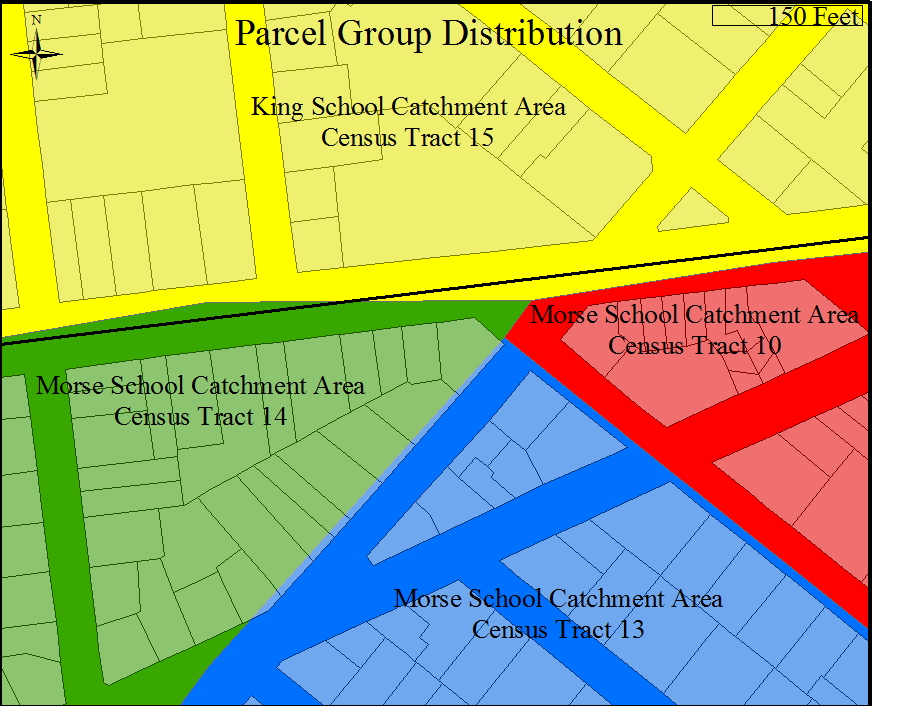 N
150 Feet
Parcel Group Distribution
King School Catchment Area
Census Tract 15
Morse School Catchment Area
Census Tract 10
Morse School Catchment Area
Census Tract 14
Morse School Catchment Area
Census Tract 13